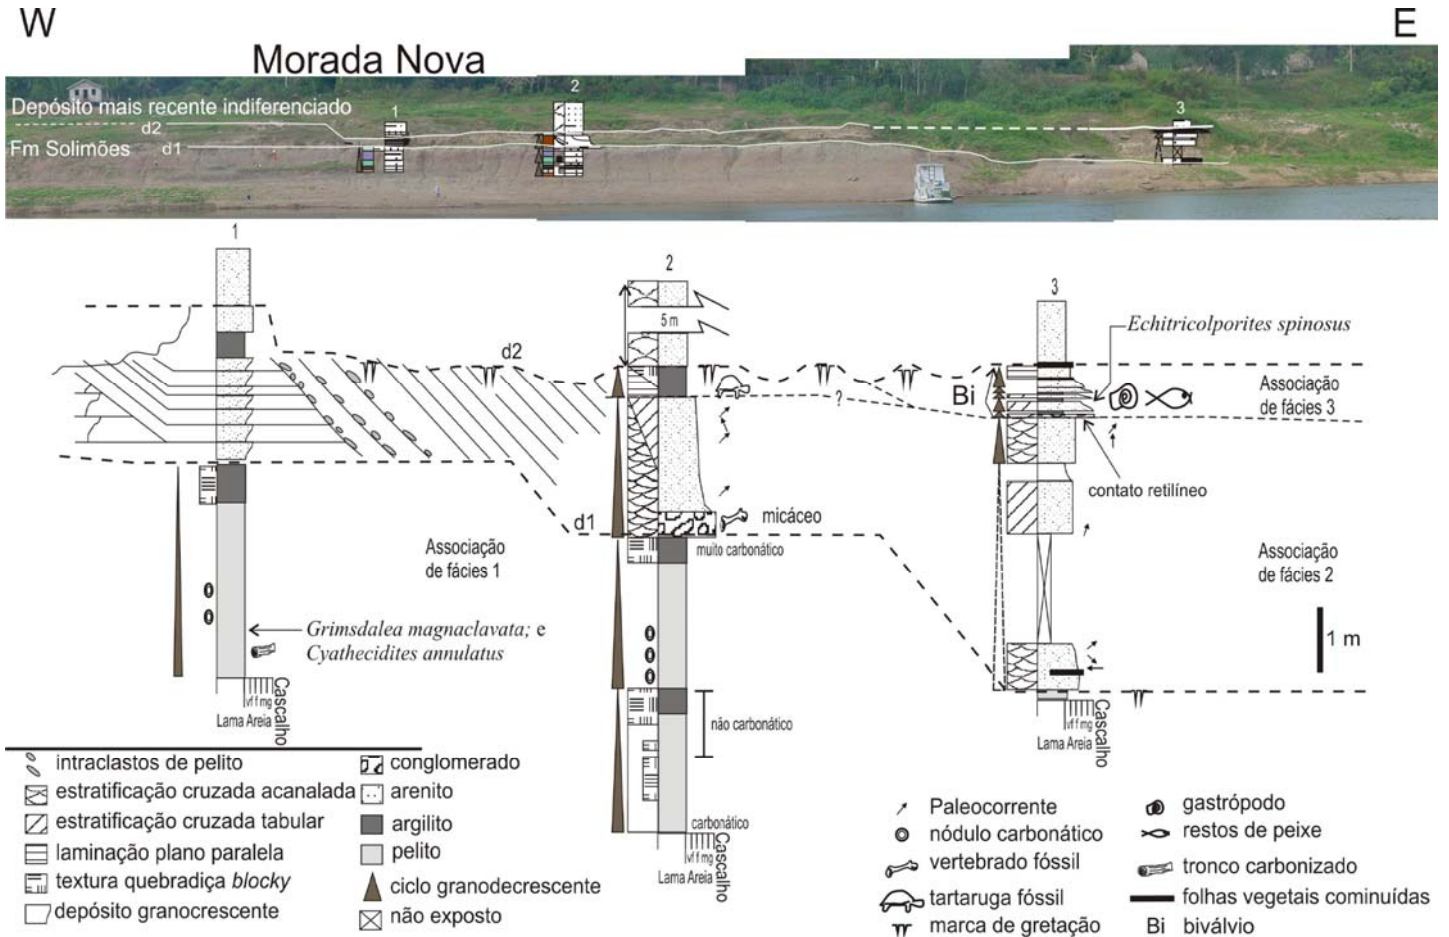 W
E
Morada Nova
Depósito mais recente indiferenciado
d2
Fm Solimões
d1
1
2
3
1
2
3
5 m
d2
Echitricolporites spinosus
Bi
Associação
de fácies 3
?
contato retilíneo
d1
micáceo
muito carbonático
Associação
de fácies 1
Associação
de fácies 2
1 m
Grimsdalea magnaclavata; e
Cyathecidites annulatus
não carbonático
carbonático
vf f mg
Lama Areia
Cascalho
vf f mg
Lama Areia
Cascalho
vf f mg
Lama Areia
Cascalho
intraclastos de pelito
estratificação cruzada acanalada
estratificação cruzada tabular
laminação plano paralela
textura quebradiça blocky
depósito granocrescente
conglomerado
arenito
argilito
pelito
ciclo granodecrescente
não exposto
Paleocorrente
nódulo carbonático
vertebrado fóssil
tartaruga fóssil
marca de gretação
gastrópodo
restos de peixe
tronco carbonizado
folhas vegetais cominuídas
Bi biválvio